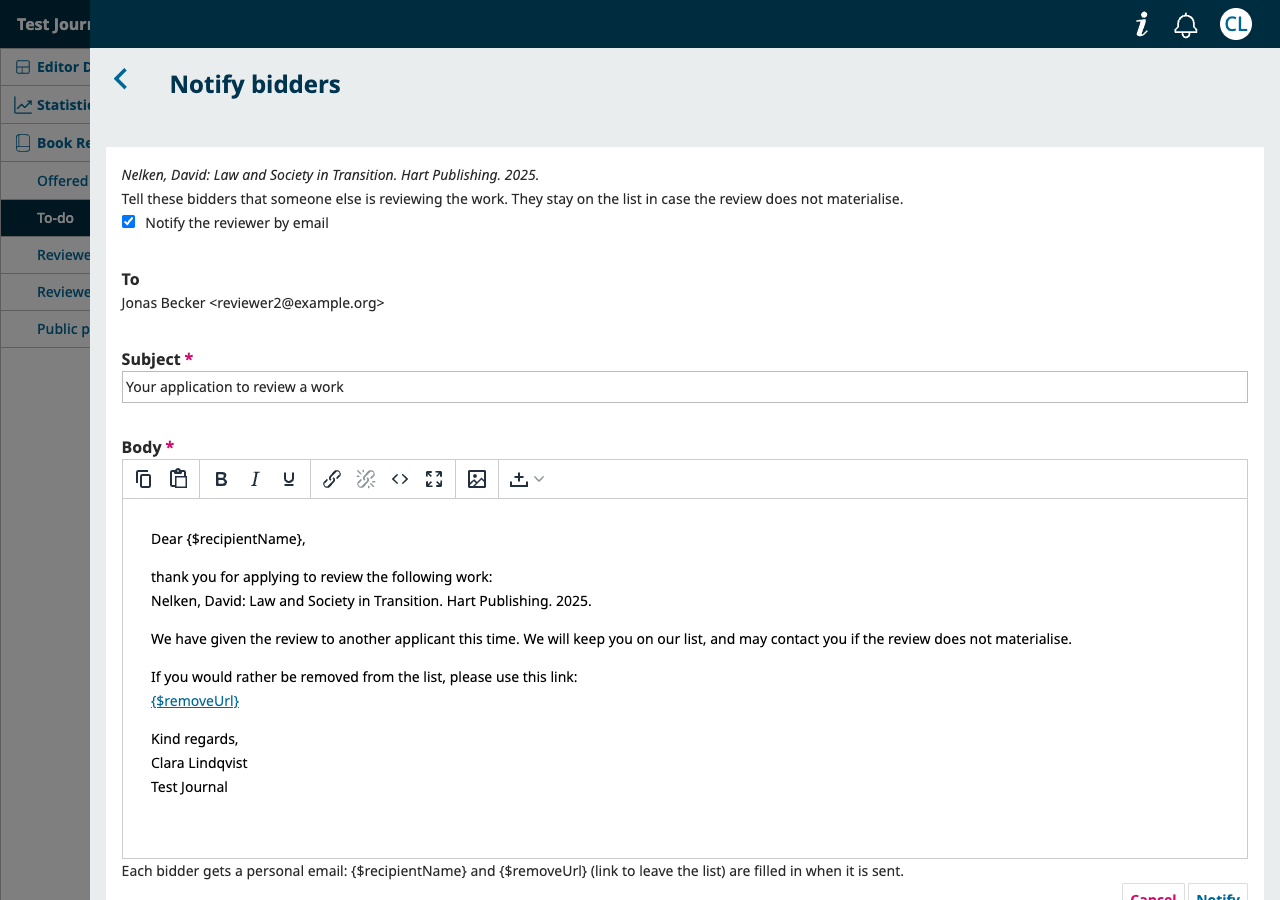 Test Jour
CL
Editor D
Statistic
Book Re
Offered
To-do
Reviewe
Reviewe
Public p
Notify bidders
Nelken, David: Law and Society in Transition. Hart Publishing. 2025.
Tell these bidders that someone else is reviewing the work. They stay on the list in case the review does not materialise.
Notify the reviewer by email
To
Jonas Becker <reviewer2@example.org>
Subject *
Your application to review a work
Body *
Dear {$recipientName},
thank you for applying to review the following work:
Nelken, David: Law and Society in Transition. Hart Publishing. 2025.
We have given the review to another applicant this time. We will keep you on our list, and may contact you if the review does not materialise.
If you would rather be removed from the list, please use this link:
{$removeUrl}
Kind regards,
Clara Lindqvist
Test Journal
Each bidder gets a personal email: {$recipientName} and {$removeUrl} (link to leave the list) are filled in when it is sent.
Cancel Notify